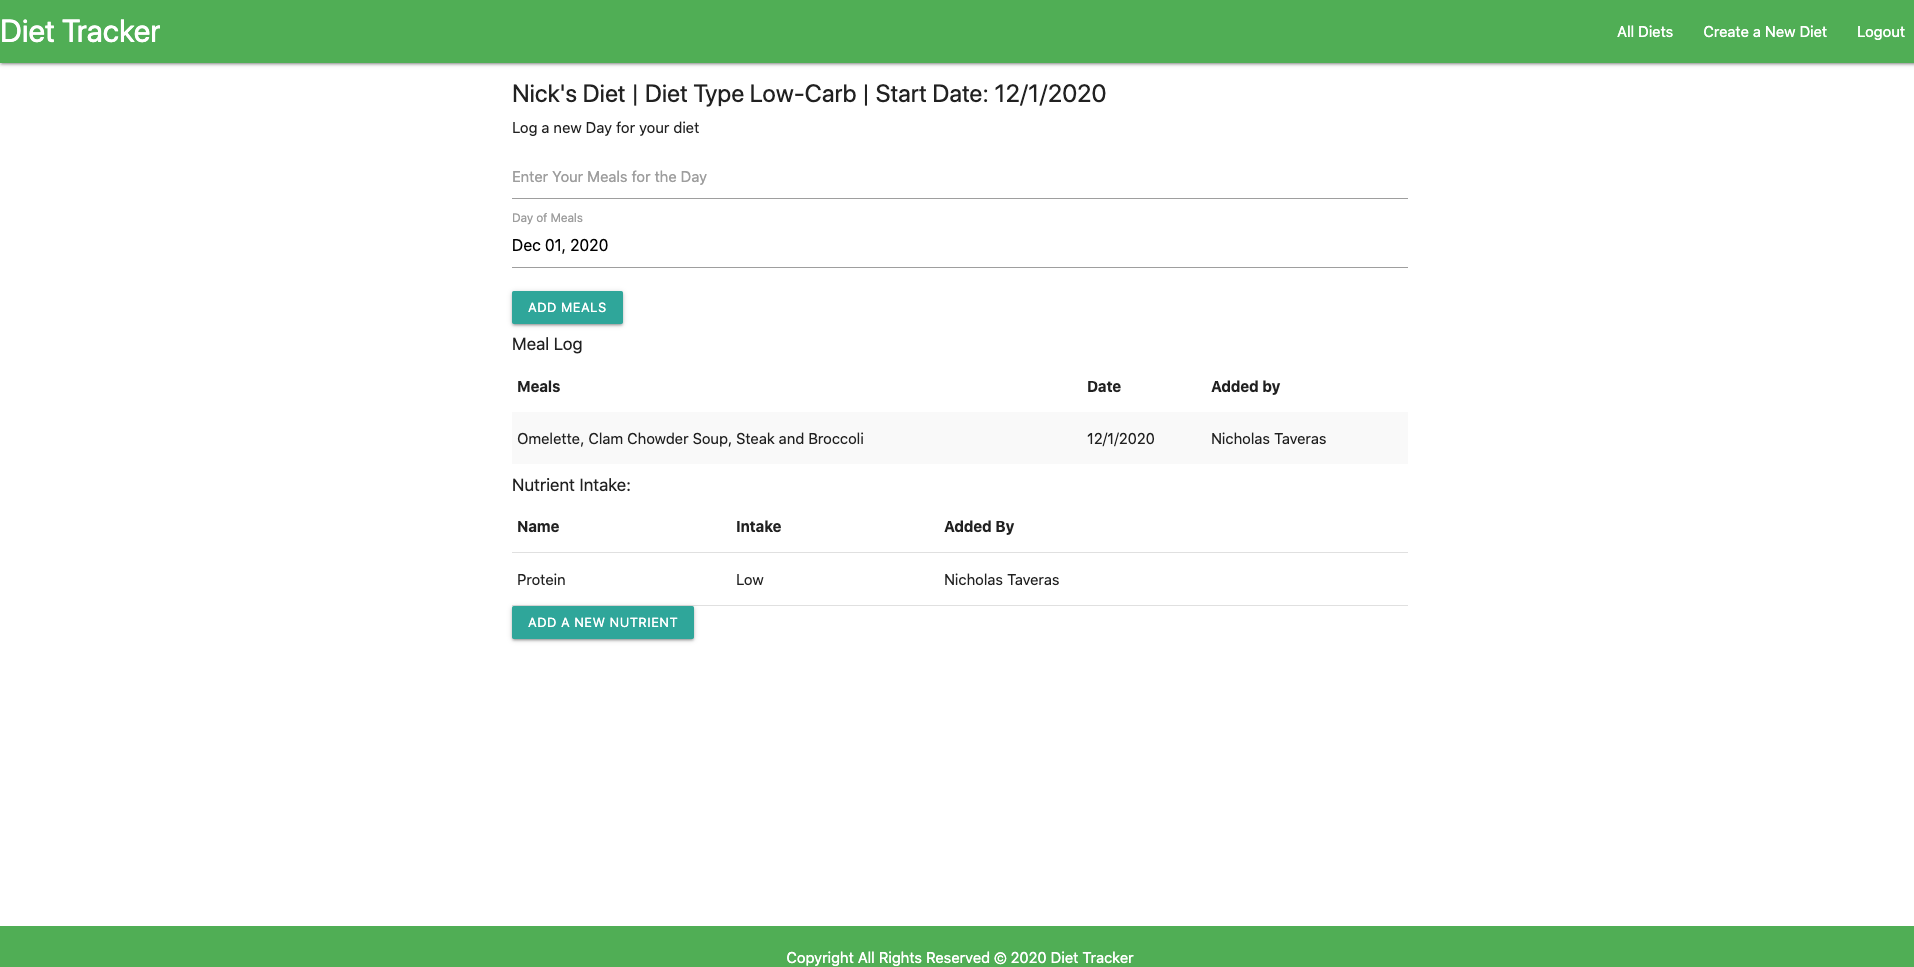 Diet Tracker All Diets Create a New Diet Logout
Nick's Diet | Diet Type Low-Carb | Start Date: 12/1/2020
Log a new Day for your diet
Enter Your Meals for the Day
Day of Meals
Dec 01, 2020
ADD MEALS
Meal Log
Meals Date Added by
Omelette, Clam Chowder Soup, Steak and Broccoli 12/1/2020 Nicholas Taveras
Nutrient Intake:
Name Intake Added By
Protein Low Nicholas Taveras
ADD A NEW NUTRIENT
Copyright All Rights Reserved © 2020 Diet Tracker